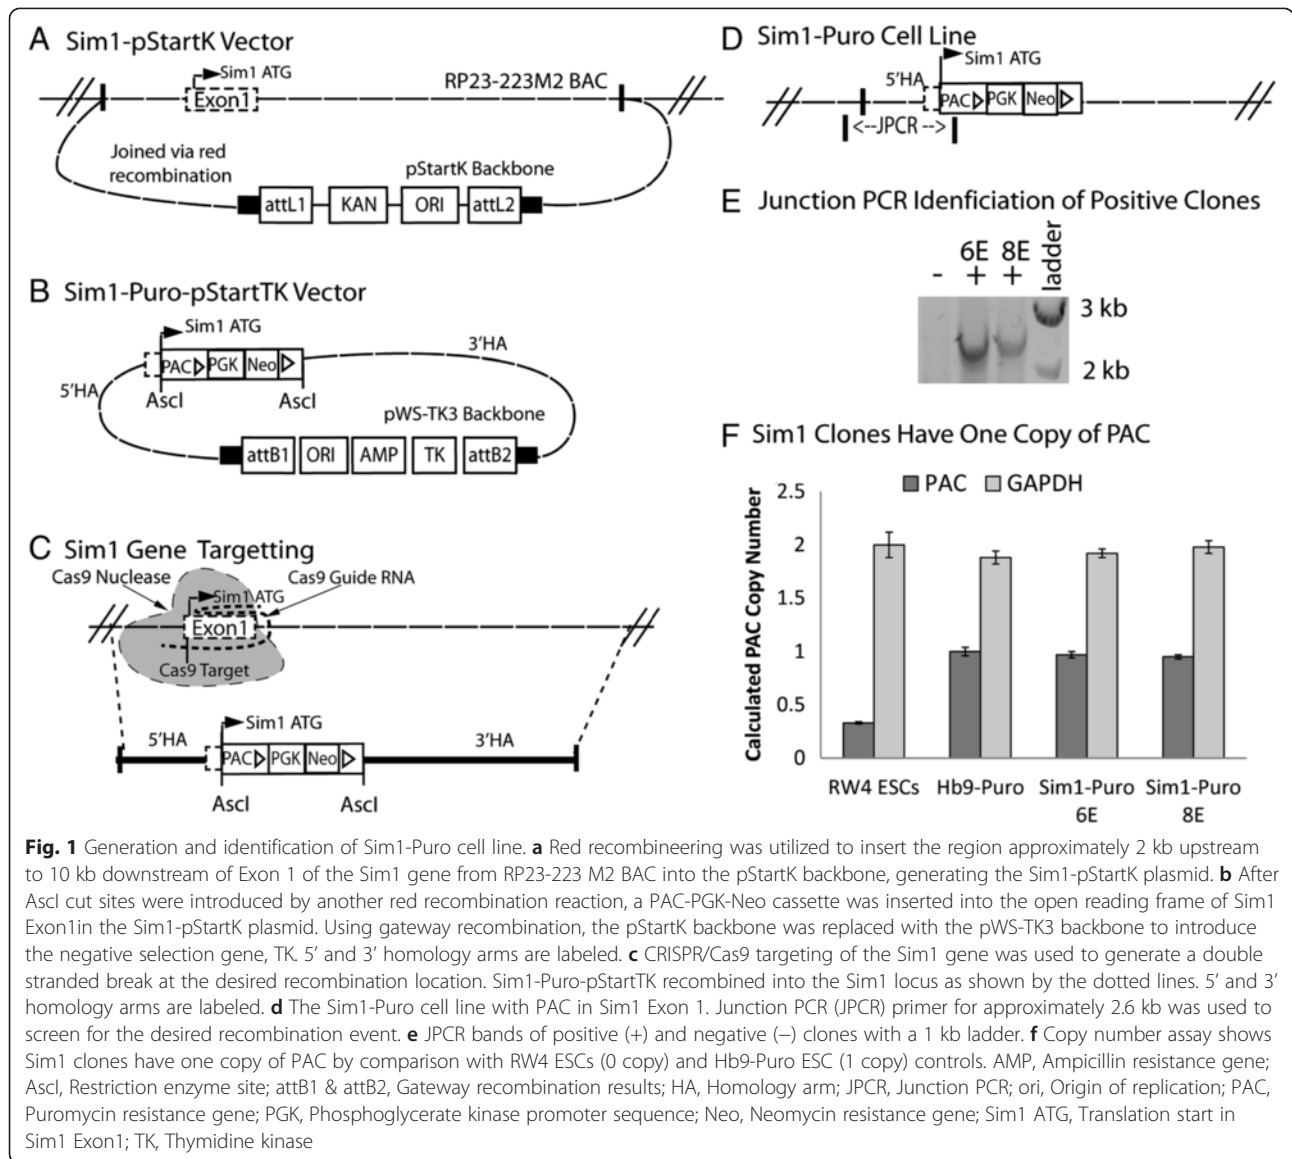 A Sim1-pStartK Vector
Sim1 ATG
Exon1
RP23-223M2 BAC
Joined via red
recombination
pStartK Backbone
attL1 KAN ORI attL2
B Sim1-Puro-pStartTK Vector
Sim1 ATG
PAC PGK Neo
3'HA
5'HA
AscI AscI
pWS-TK3 Backbone
attB1 ORI AMP TK attB2
C Sim1 Gene Targetting
Cas9 Nuclease Cas9 Guide RNA
Sim1 ATG
Exon1
Cas9 Target
Sim1 ATG
5'HA 3'HA
PAC PGK Neo
AscI AscI
D Sim1-Puro Cell Line
Sim1 ATG
5'HA
PAC PGK Neo
<--JPCR -->
E Junction PCR Idenficiation of Positive Clones
6E 8E ladder
- + +
3 kb
2 kb
F Sim1 Clones Have One Copy of PAC
PAC GAPDH
Calculated PAC Copy Number
2.5
2
1.5
1
0.5
0
RW4 ESCs Hb9-Puro Sim1-Puro Sim1-Puro
6E 8E
Fig. 1 Generation and identification of Sim1-Puro cell line. a Red recombineering was utilized to insert the region approximately 2 kb upstream
to 10 kb downstream of Exon 1 of the Sim1 gene from RP23-223 M2 BAC into the pStartK backbone, generating the Sim1-pStartK plasmid. b After
AscI cut sites were introduced by another red recombination reaction, a PAC-PGK-Neo cassette was inserted into the open reading frame of Sim1
Exon1in the Sim1-pStartK plasmid. Using gateway recombination, the pStartK backbone was replaced with the pWS-TK3 backbone to introduce
the negative selection gene, TK. 5′ and 3′ homology arms are labeled. c CRISPR/Cas9 targeting of the Sim1 gene was used to generate a double
stranded break at the desired recombination location. Sim1-Puro-pStartTK recombined into the Sim1 locus as shown by the dotted lines. 5′ and 3′
homology arms are labeled. d The Sim1-Puro cell line with PAC in Sim1 Exon 1. Junction PCR (JPCR) primer for approximately 2.6 kb was used to
screen for the desired recombination event. e JPCR bands of positive (+) and negative (−) clones with a 1 kb ladder. f Copy number assay shows
Sim1 clones have one copy of PAC by comparison with RW4 ESCs (0 copy) and Hb9-Puro ESC (1 copy) controls. AMP, Ampicillin resistance gene;
AscI, Restriction enzyme site; attB1 & attB2, Gateway recombination results; HA, Homology arm; JPCR, Junction PCR; ori, Origin of replication; PAC,
Puromycin resistance gene; PGK, Phosphoglycerate kinase promoter sequence; Neo, Neomycin resistance gene; Sim1 ATG, Translation start in
Sim1 Exon1; TK, Thymidine kinase